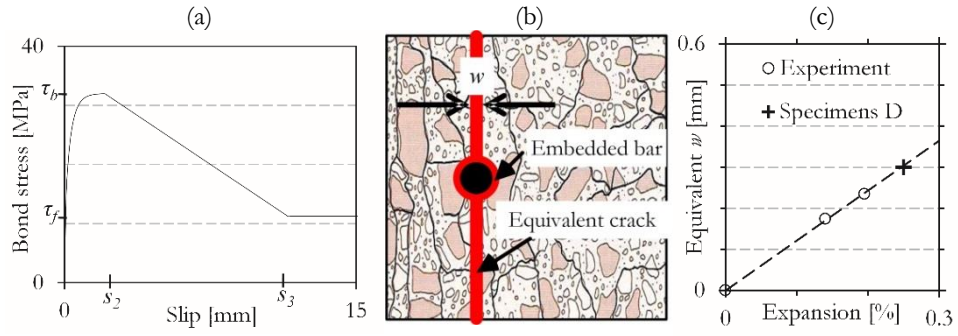 (a)
40
τb
Bond stress [MPa]
τf
0
0
s2
Slip [mm]
s3
15
(b)
w
Embedded bar
Equivalent crack
(c)
0.6
Experiment
Specimens D
Equivalent w [mm]
0
0
Expansion [%]
0.3